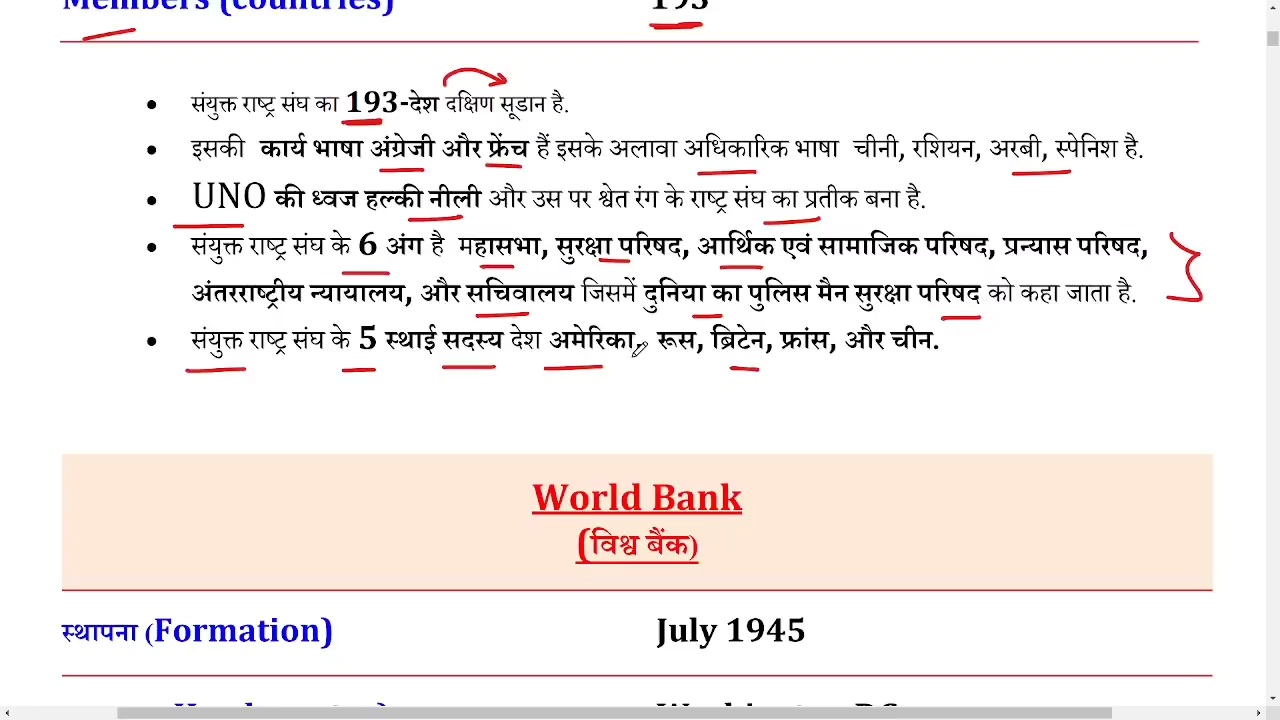 Members (countries) 193
• संयुक्त राष्ट्र संघ का 193-देश दक्षिण सूडान है.
• इसकी कार्य भाषा अंग्रेजी और फ्रेंच हैं इसके अलावा अधिकारिक भाषा चीनी, रशियन, अरबी, स्पेनिश है.
• UNO की ध्वज हल्की नीली और उस पर श्वेत रंग के राष्ट्र संघ का प्रतीक बना है.
• संयुक्त राष्ट्र संघ के 6 अंग है महासभा, सुरक्षा परिषद, आर्थिक एवं सामाजिक परिषद, प्रन्यास परिषद,
अंतरराष्ट्रीय न्यायालय, और सचिवालय जिसमें दुनिया का पुलिस मैन सुरक्षा परिषद को कहा जाता है.
• संयुक्त राष्ट्र संघ के 5 स्थाई सदस्य देश अमेरिका, रूस, ब्रिटेन, फ्रांस, और चीन.
World Bank
(विश्व बैंक)
स्थापना (Formation) July 1945